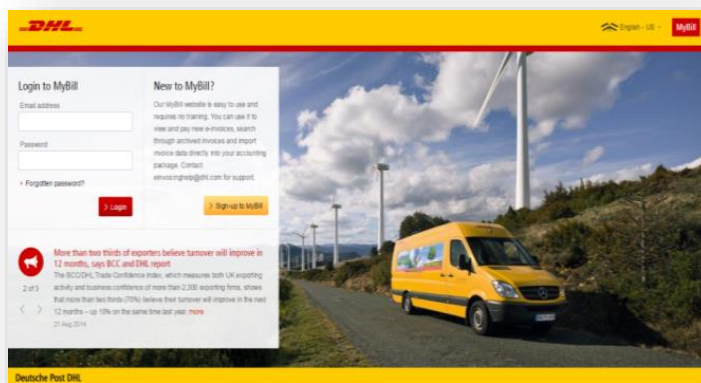 DHL
English - US
MyBill
Login to MyBill
Email address
Password
Forgotten password?
Login
New to MyBill?
Our MyBill website is easy to use and
requires no training. You can use it to
view and pay new e-invoices, search
through archived invoices and import
invoice data directly into your accounting
package. Contact
einvoicinghelp@dhl.com for support.
Sign-up to MyBill
2 of 3
More than two thirds of exporters believe turnover will improve in
12 months, says BCC and DHL report
The BCC/DHL Trade Confidence Index, which measures both UK exporting
activity and business confidence of more than 2,300 exporting firms, shows
that more than two thirds (70%) believe their turnover will improve in the next
12 months – up 10% on the same time last year. more
21 Aug 2014
Deutsche Post DHL